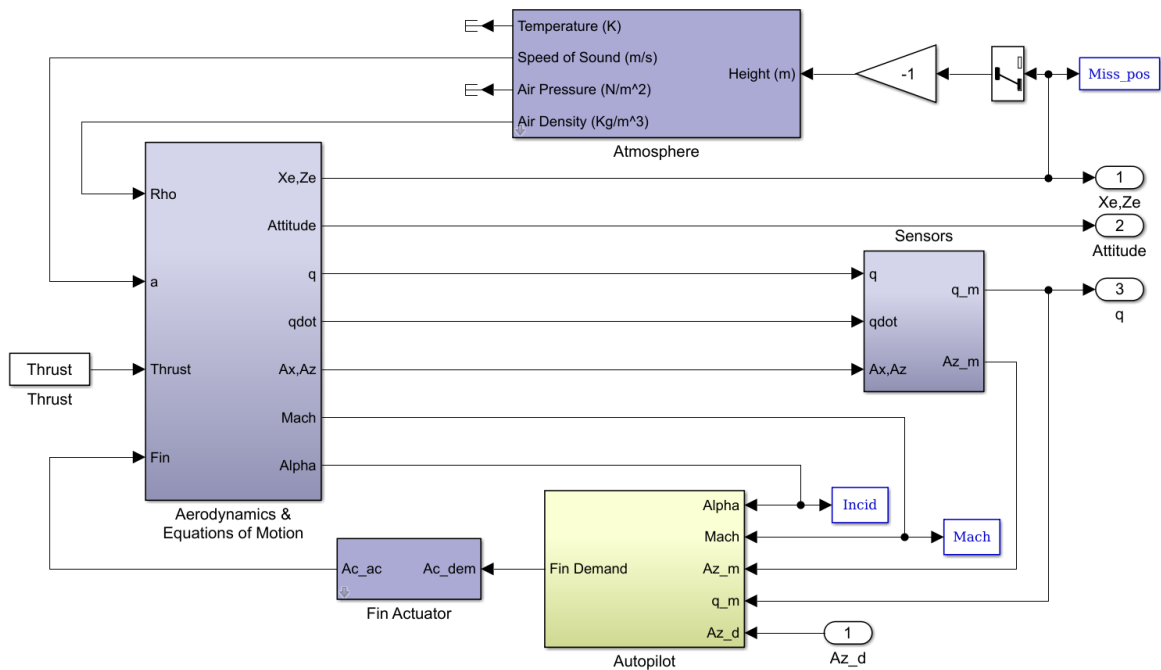 Temperature (K)
Speed of Sound (m/s)
Air Pressure (N/m^2)
Air Density (Kg/m^3)
Height (m)
Atmosphere
-1
Miss_pos
1
Xe,Ze
2
Attitude
3
q
Rho
a
Thrust
Fin
Xe,Ze
Attitude
q
qdot
Ax,Az
Mach
Alpha
Aerodynamics &
Equations of Motion
Thrust
Thrust
Sensors
q
qdot
Ax,Az
q_m
Az_m
Incid
Mach
Alpha
Mach
Az_m
q_m
Az_d
Fin Demand
Autopilot
Ac_ac
Ac_dem
Fin Actuator
1
Az_d